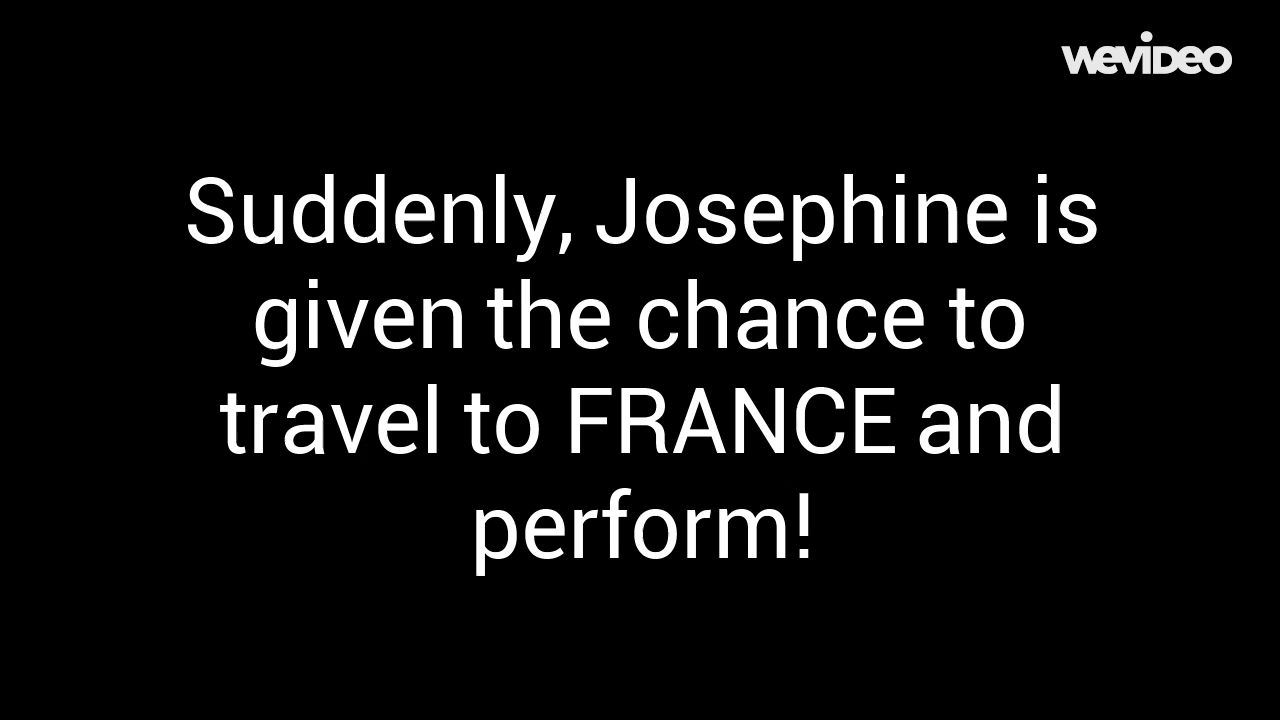 WEVIDEO
Suddenly, Josephine is
given the chance to
travel to FRANCE and
perform!